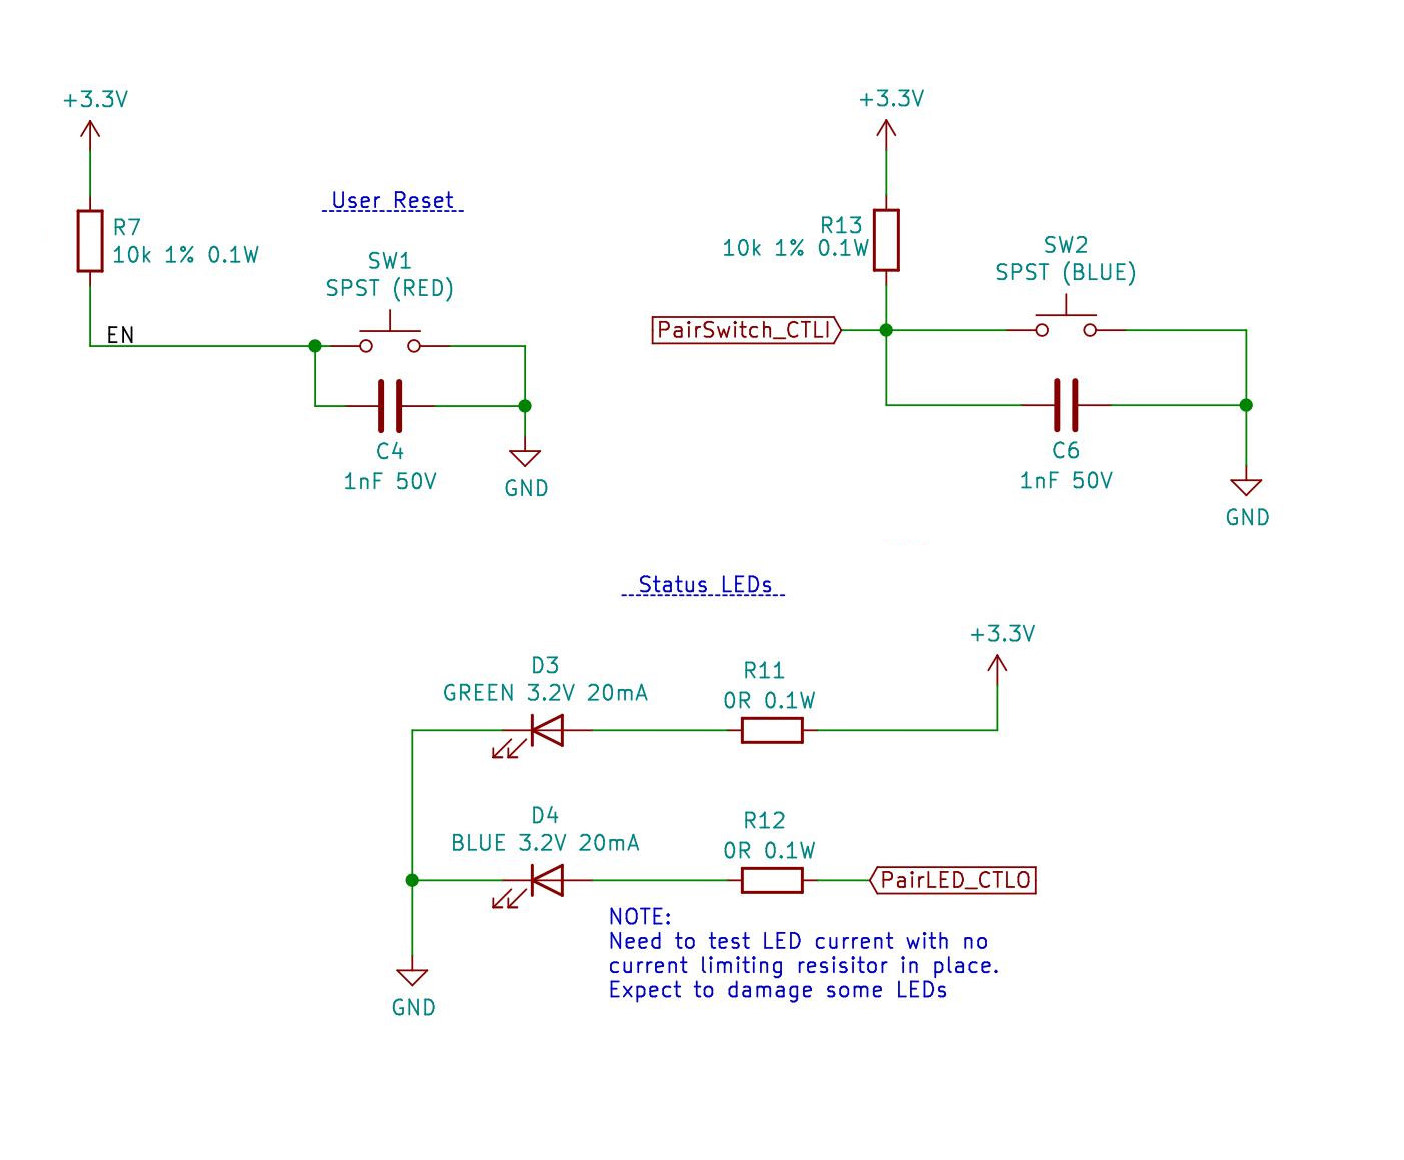 +3.3V
R7
10k 1% 0.1W
EN
User Reset
SW1
SPST (RED)
C4
1nF 50V
GND
+3.3V
R13
10k 1% 0.1W
PairSwitch_CTLI
SW2
SPST (BLUE)
C6
1nF 50V
GND
Status LEDs
+3.3V
D3
GREEN 3.2V 20mA
R11
0R 0.1W
D4
BLUE 3.2V 20mA
R12
0R 0.1W
PairLED_CTLO
NOTE:
Need to test LED current with no
current limiting resisitor in place.
Expect to damage some LEDs
GND